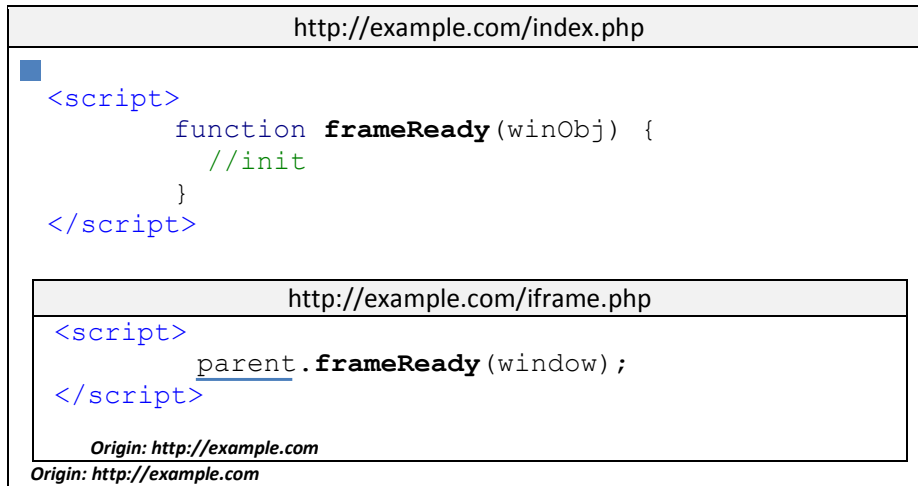 http://example.com/index.php
<script>
function frameReady(winObj) {
//init
}
</script>
http://example.com/iframe.php
<script>
parent.frameReady(window);
</script>
Origin: http://example.com
Origin: http://example.com